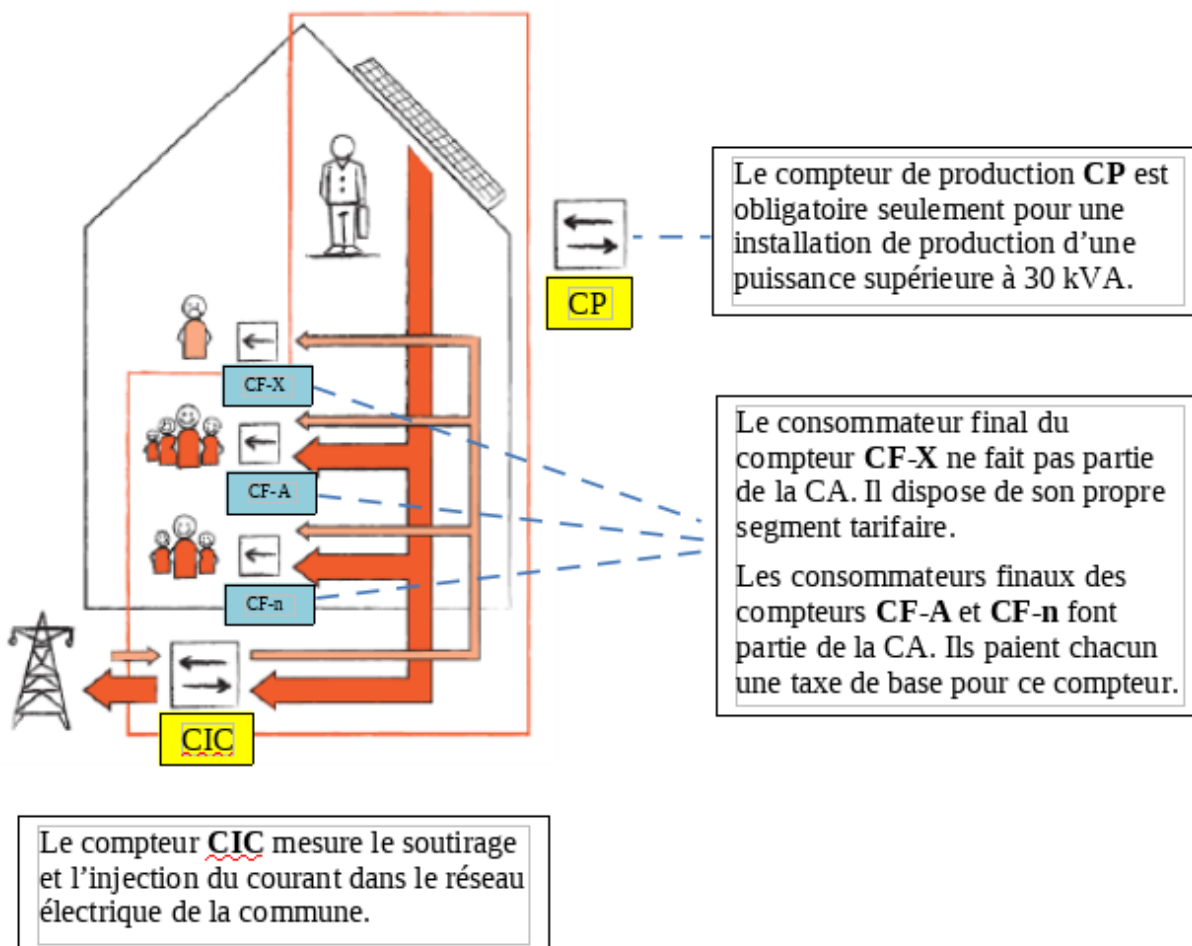 Le compteur de production CP est
obligatoire seulement pour une
installation de production d’une
puissance supérieure à 30 kVA.
CP
CF-X
CF-A
CF-n
Le consommateur final du
compteur CF-X ne fait pas partie
de la CA. Il dispose de son propre
segment tarifaire.
Les consommateurs finaux des
compteurs CF-A et CF-n font
partie de la CA. Ils paient chacun
une taxe de base pour ce compteur.
CIC
Le compteur CIC mesure le soutirage
et l’injection du courant dans le réseau
électrique de la commune.